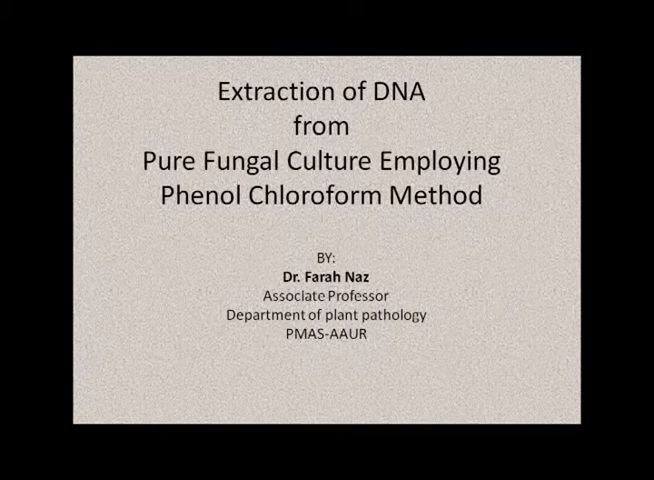 Extraction of DNA
from
Pure Fungal Culture Employing
Phenol Chloroform Method
BY:
Dr. Farah Naz
Associate Professor
Department of plant pathology
PMAS-AAUR